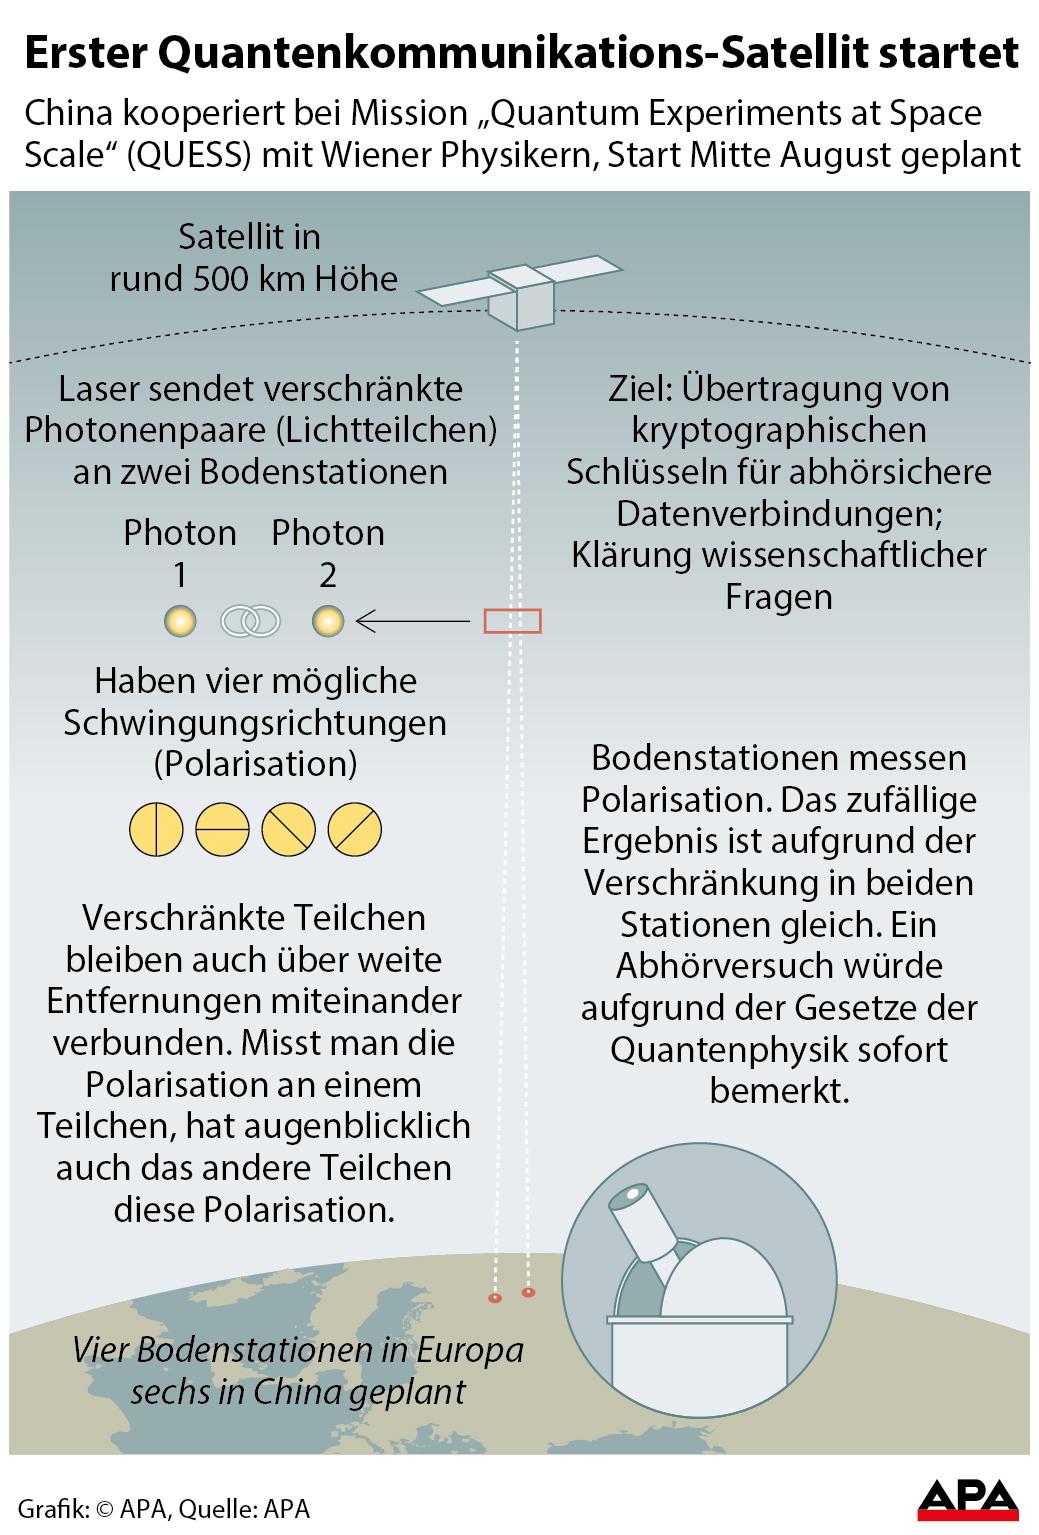 Erster Quantenkommunikations-Satellit startet
China kooperiert bei Mission „Quantum Experiments at Space
Scale“ (QUESS) mit Wiener Physikern, Start Mitte August geplant
Satellit in
rund 500 km Höhe
Laser sendet verschränkte
Photonenpaare (Lichtteilchen)
an zwei Bodenstationen
Photon
1
Photon
2
Haben vier mögliche
Schwingungsrichtungen
(Polarisation)
Verschränkte Teilchen
bleiben auch über weite
Entfernungen miteinander
verbunden. Misst man die
Polarisation an einem
Teilchen, hat augenblicklich
auch das andere Teilchen
diese Polarisation.
Ziel: Übertragung von
kryptographischen
Schlüsseln für abhörsichere
Datenverbindungen;
Klärung wissenschaftlicher
Fragen
Bodenstationen messen
Polarisation. Das zufällige
Ergebnis ist aufgrund der
Verschränkung in beiden
Stationen gleich. Ein
Abhörversuch würde
aufgrund der Gesetze der
Quantenphysik sofort
bemerkt.
Vier Bodenstationen in Europa
sechs in China geplant
Grafik: © APA, Quelle: APA
APA